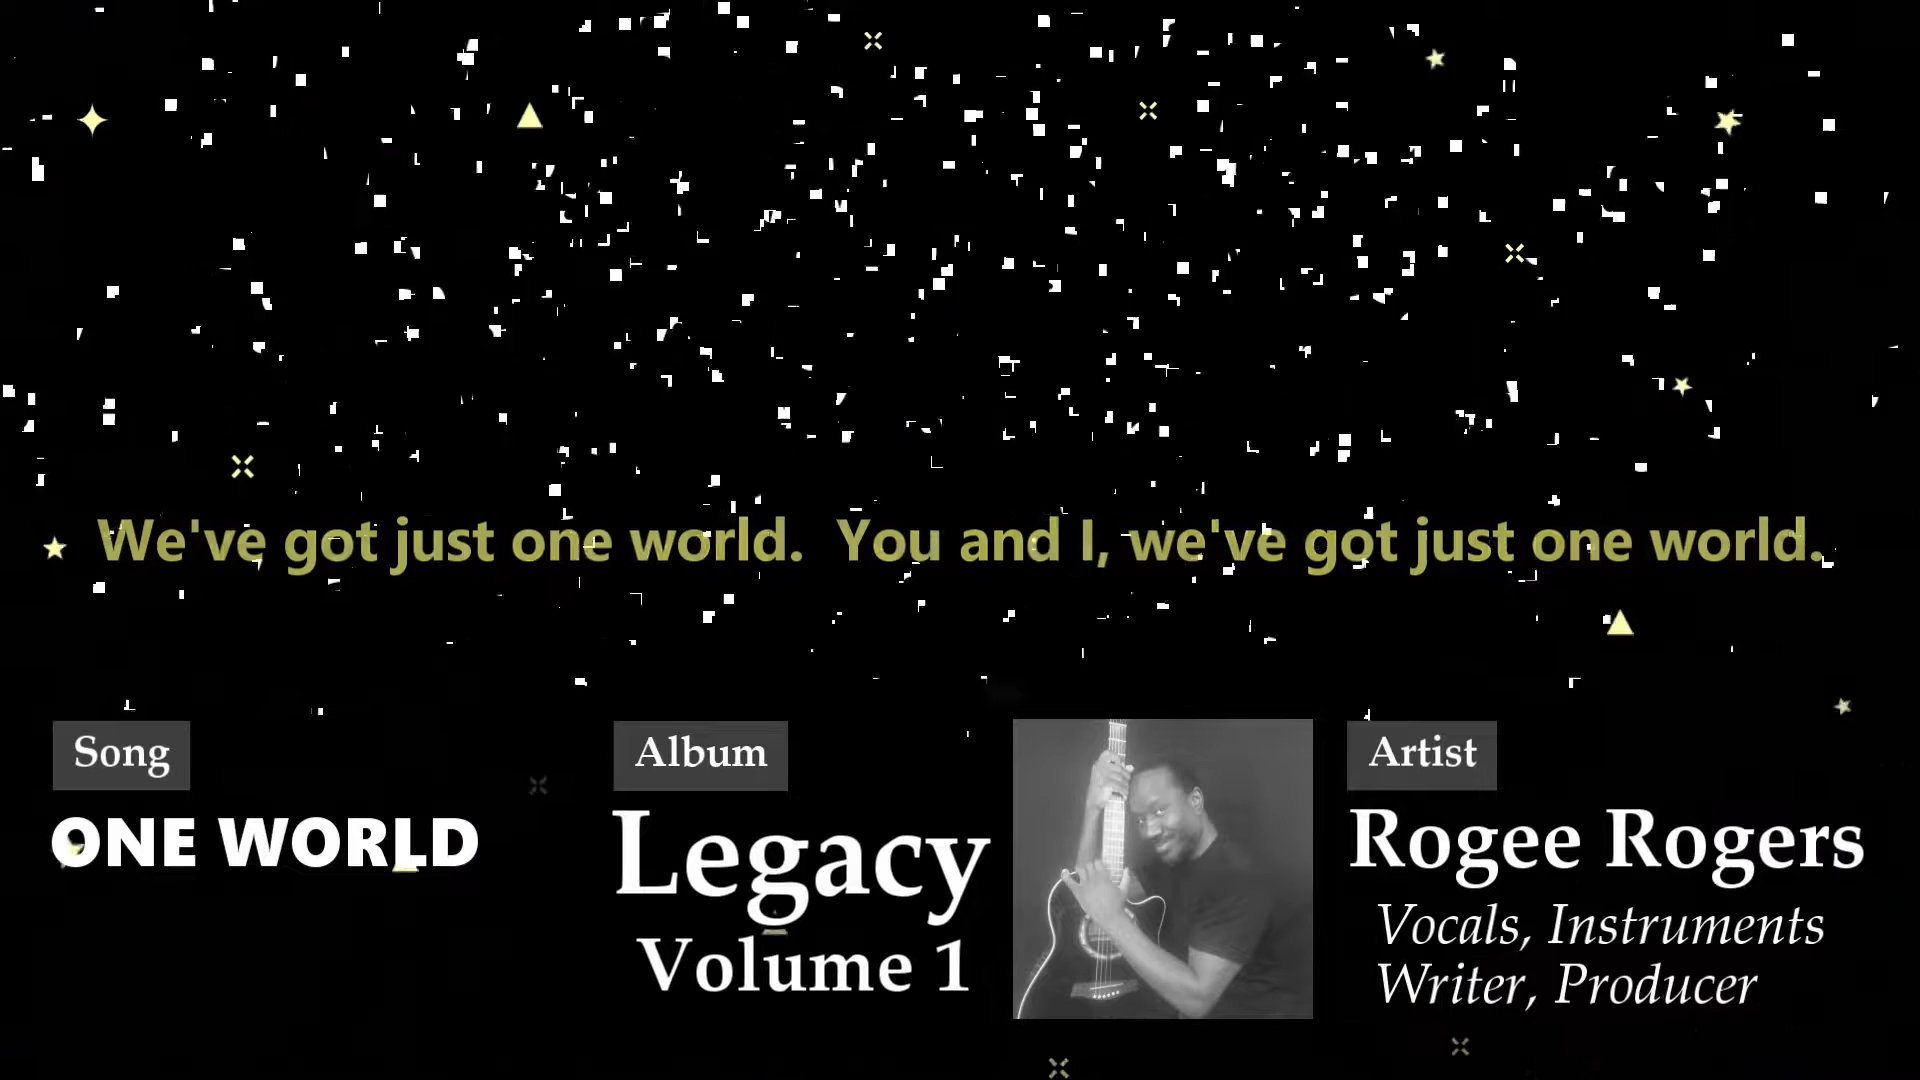 We've got just one world.  You and I, we've got just one world.
Song
ONE WORLD
Album
Legacy
Volume 1
Artist
Rogee Rogers
Vocals, Instruments
Writer, Producer